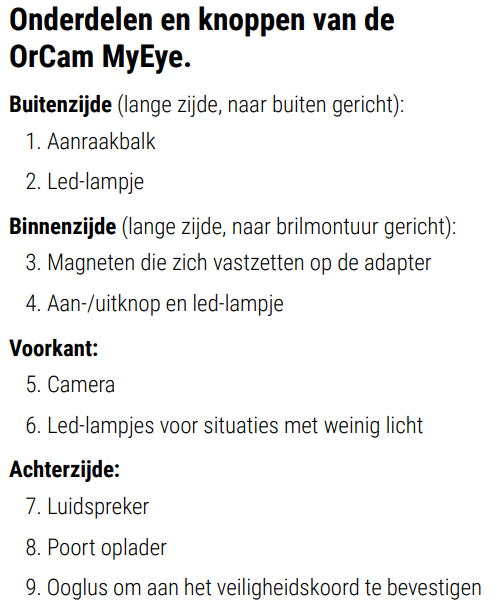 Onderdelen en knoppen van de
OrCam MyEye.
Buitenzijde (lange zijde, naar buiten gericht):
1. Aanraakbalk
2. Led-lampje
Binnenzijde (lange zijde, naar brilmontuur gericht):
3. Magneten die zich vastzetten op de adapter
4. Aan-/uitknop en led-lampje
Voorkant:
5. Camera
6. Led-lampjes voor situaties met weinig licht
Achterzijde:
7. Luidspreker
8. Poort oplader
9. Ooglus om aan het veiligheidskoord te bevestigen